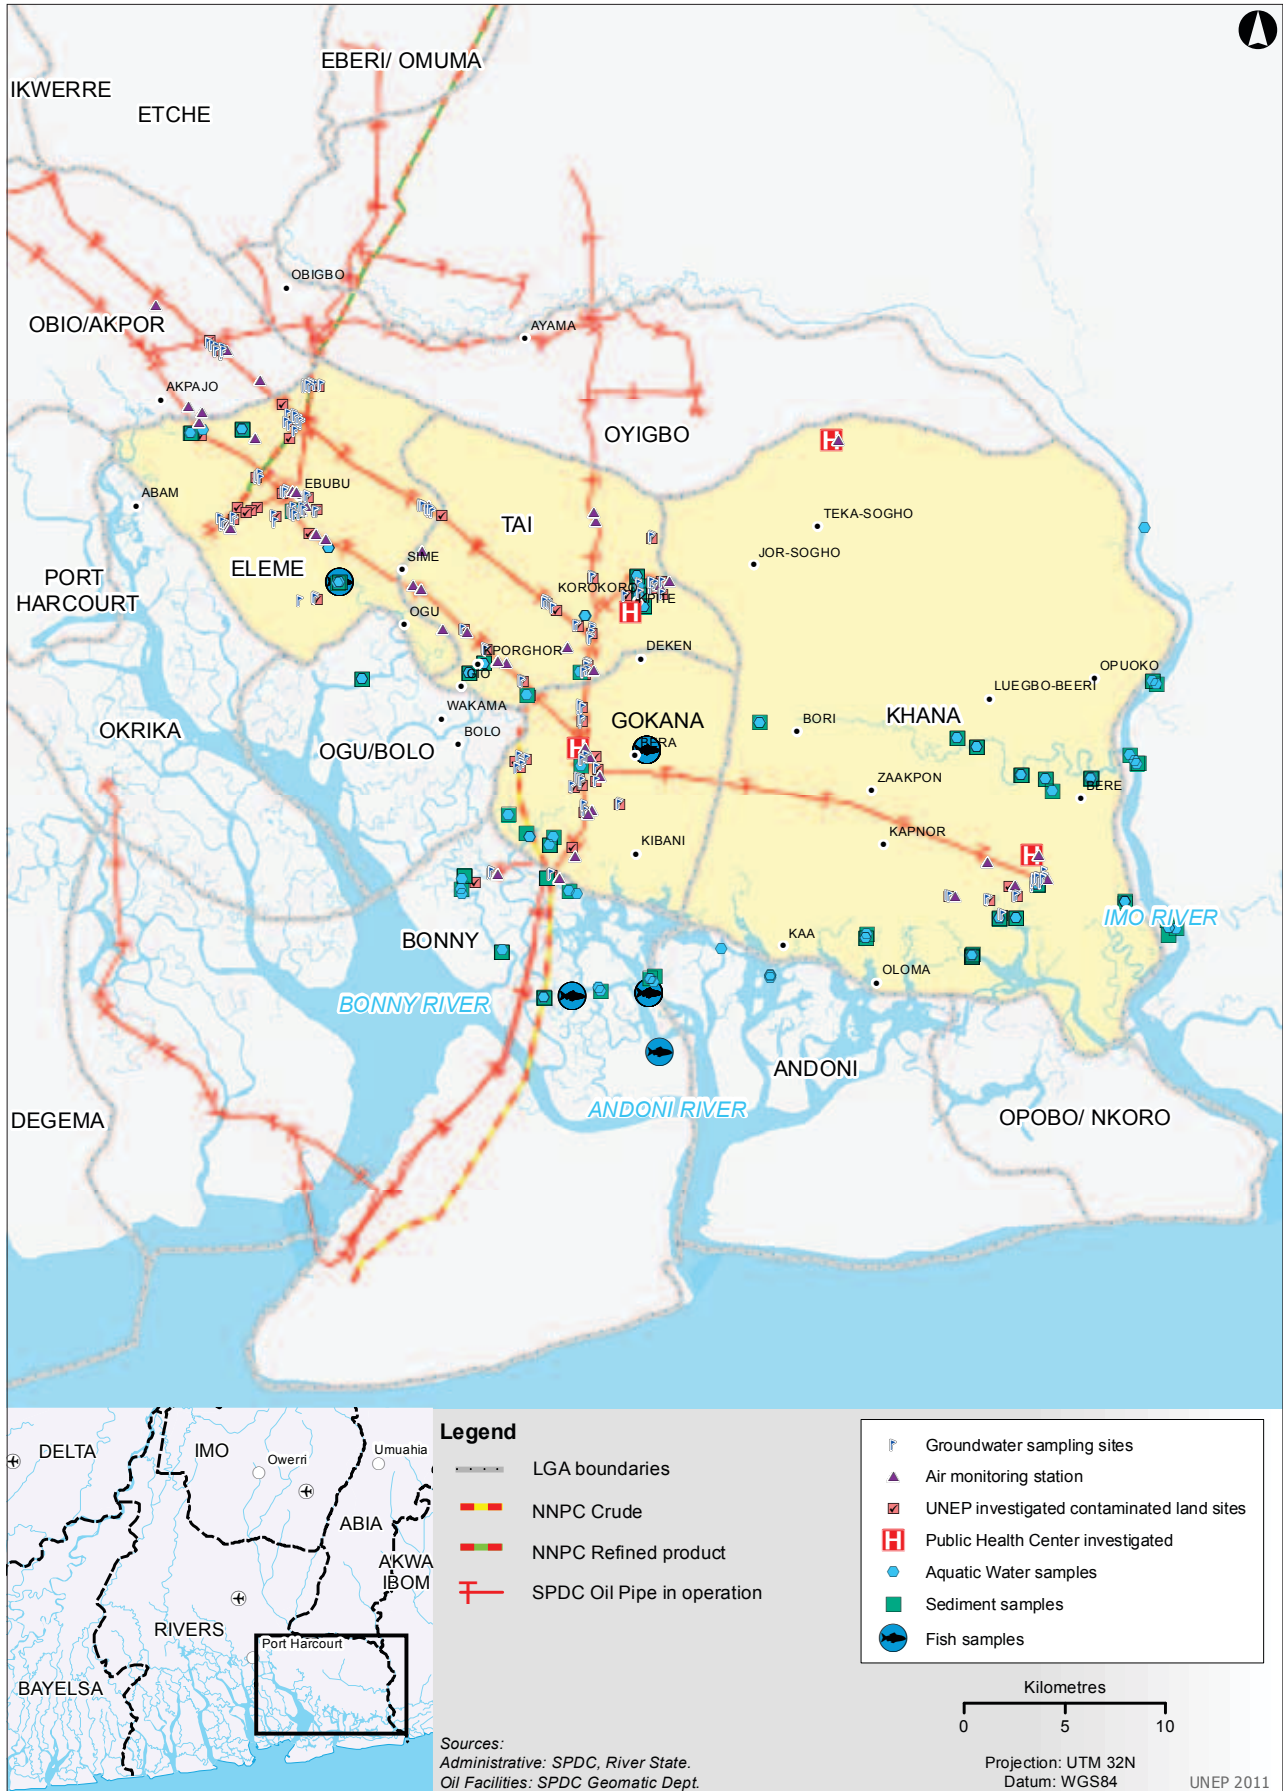 EBERI/ OMUMA
IKWERRE
ETCHE
OBIGBO
OBIO/AKPOR
AYAMA
AKPAJO
OYIGBO
ABAM
EBUBU
TAI
TEKA-SOGHO
JOR-SOGHO
SIME
ELEME
PORT
HARCOURT
KOROKORO
KPITE
OGU
KPORGHOR
DEKEN
GIO
OPUOKO
LUEGBO-BEERI
WAKAMA
GOKANA
KHANA
OKRIKA
BOLO
OGU/BOLO
BORI
BERA
ZAAKPON
BERE
KAPNOR
KIBANI
H
H
H
H
IMO RIVER
BONNY
KAA
OLOMA
BONNY RIVER
ANDONI
ANDONI RIVER
DEGEMA
OPOBO/ NKORO
DELTA
IMO
Owerri
Umuahia
ABIA
AKWA
IBOM
RIVERS
Port Harcourt
BAYELSA
Legend
LGA boundaries
NNPC Crude
NNPC Refined product
SPDC Oil Pipe in operation
Groundwater sampling sites
Air monitoring station
UNEP investigated contaminated land sites
H Public Health Center investigated
Aquatic Water samples
Sediment samples
Fish samples
Kilometres
0 5 10
Sources:
Administrative: SPDC, River State.
Oil Facilities: SPDC Geomatic Dept.
Projection: UTM 32N
Datum: WGS84
UNEP 2011